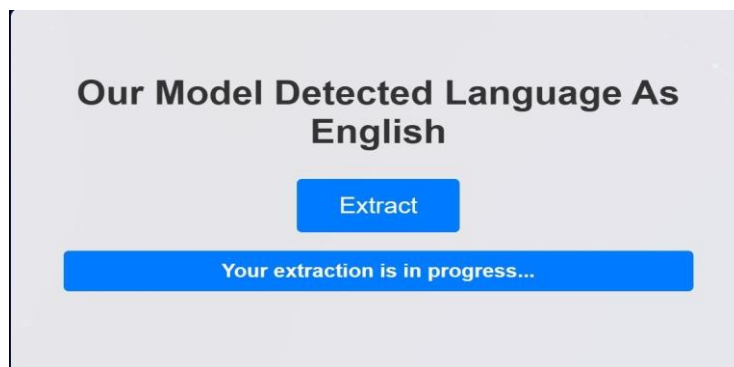 Our Model Detected Language As
English
Extract
Your extraction is in progress...